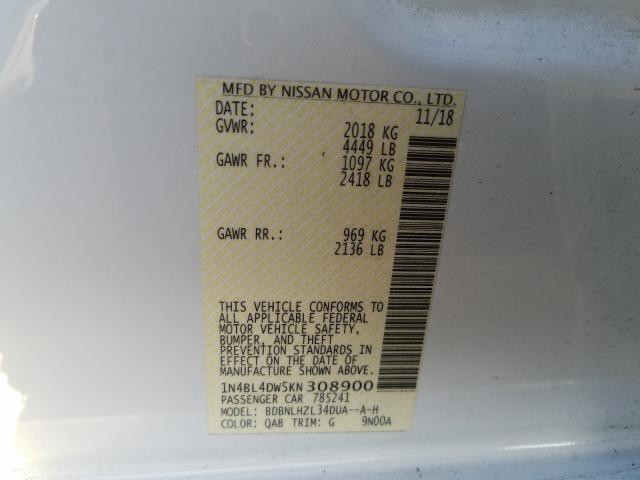 MFD BY NISSAN MOTOR CO., LTD.
DATE: 11/18
GVWR: 2018 KG
4449 LB
GAWR FR.: 1097 KG
2418 LB
GAWR RR.: 969 KG
2136 LB
THIS VEHICLE CONFORMS TO
ALL APPLICABLE FEDERAL
MOTOR VEHICLE SAFETY,
BUMPER, AND THEFT
PREVENTION STANDARDS IN
EFFECT ON THE DATE OF
MANUFACTURE SHOWN ABOVE.
1N4BL4DW5KN308900
PASSENGER CAR 785241
MODEL: BDBNLHZL34DUA--A-H
COLOR: QAB TRIM: G 9N00A